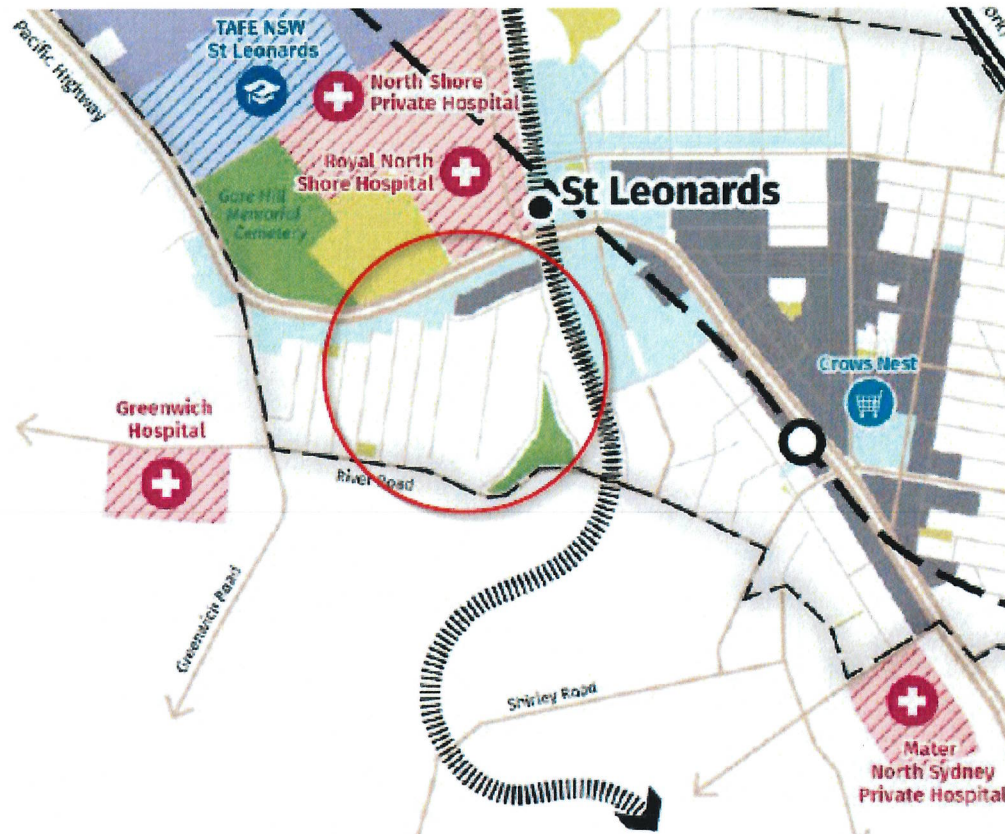 Pacific Highway
TAFE NSW
St Leonards
North Shore
Private Hospital
Royal North
Shore Hospital
Gore Hill
Memorial
Cemetery
St Leonards
Crows Nest
Greenwich
Hospital
River Road
Greenwich Road
Shirley Road
Mater
North Sydney
Private Hospital